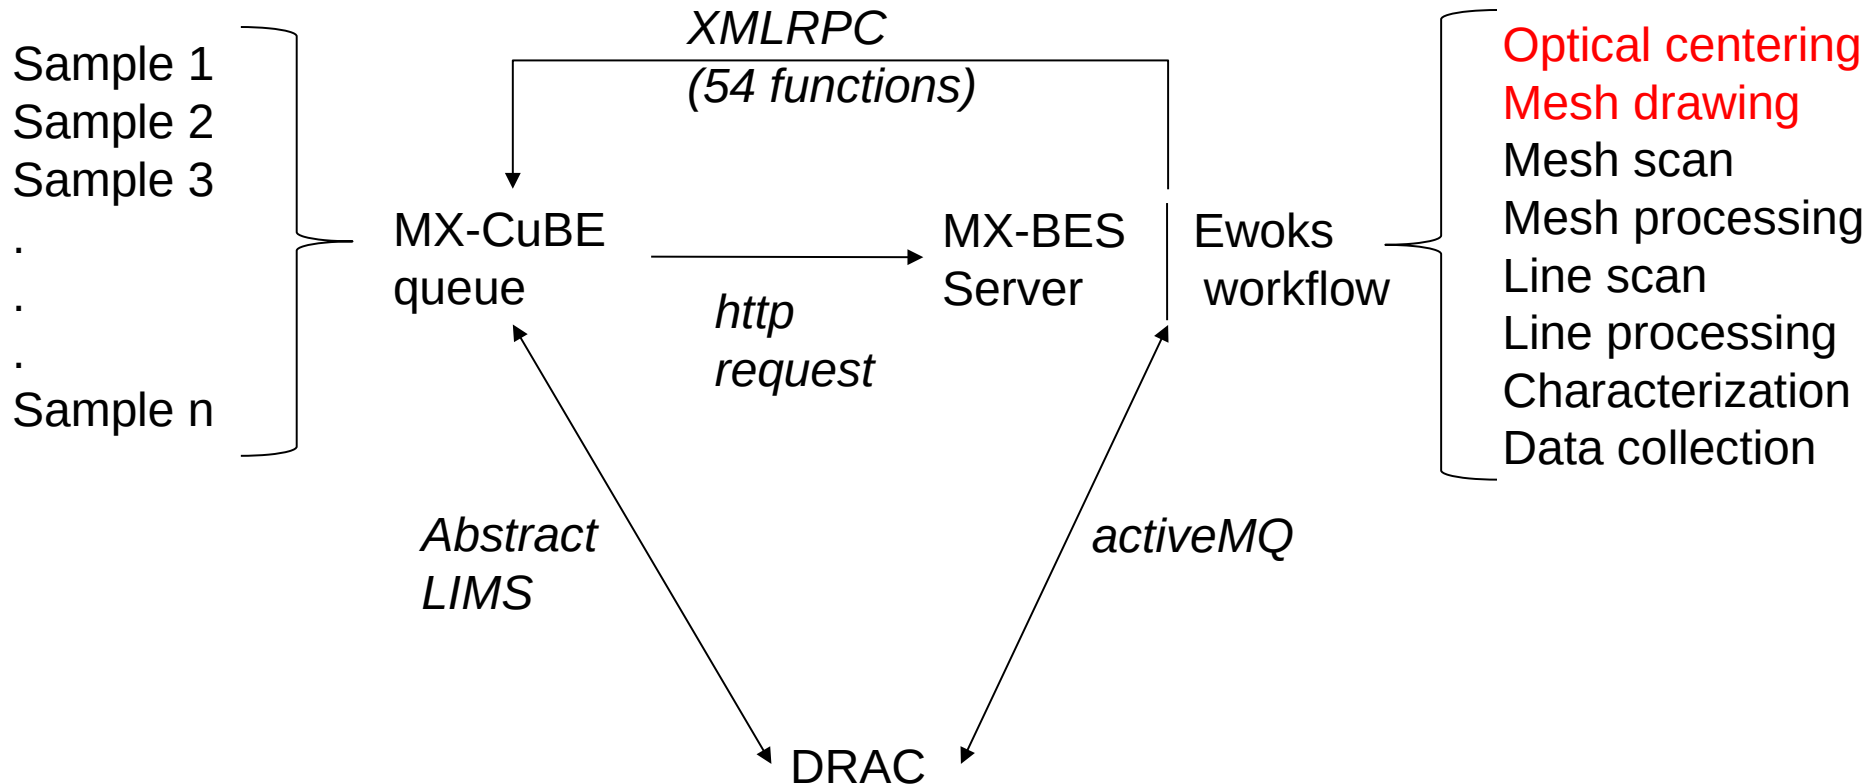 Sample 1
Sample 2
Sample 3
.
.
.
Sample n
XMLRPC
(54 functions)
MX-CuBE
queue
http
request
MX-BES
Server
Ewoks
workflow
Optical centering
Mesh drawing
Mesh scan
Mesh processing
Line scan
Line processing
Characterization
Data collection
Abstract
LIMS
activeMQ
DRAC